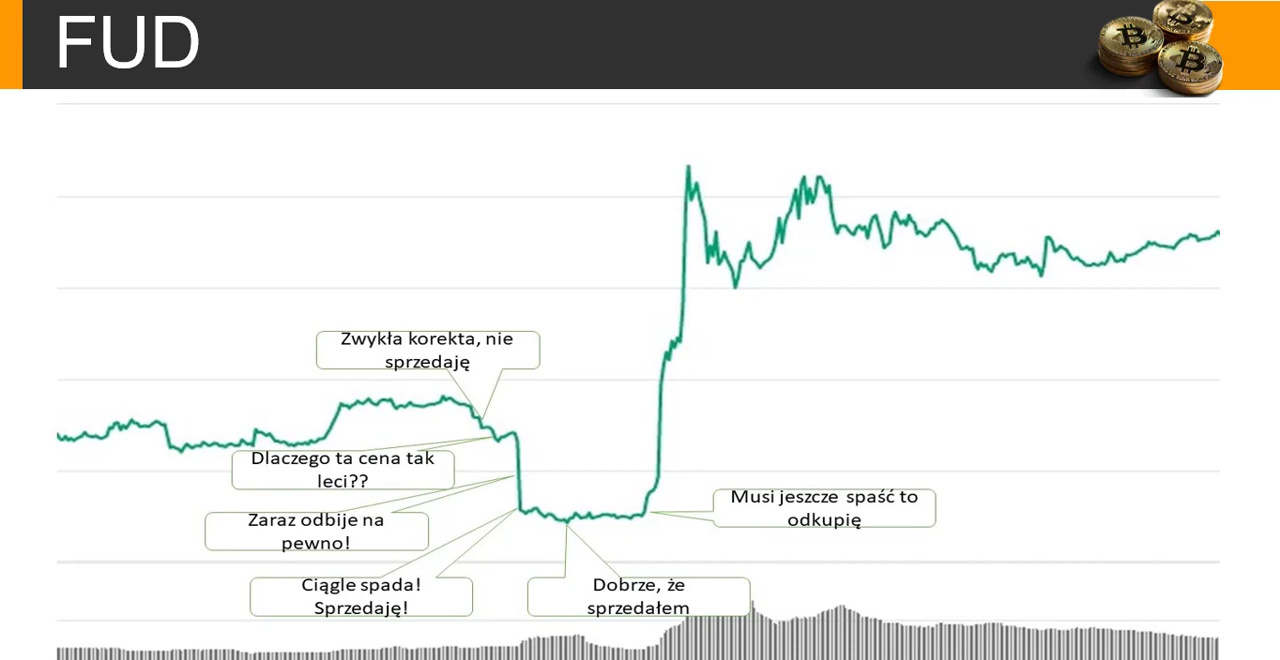 FUD
Zwykła korekta, nie
sprzedaję
Dlaczego ta cena tak
leci??
Zaraz odbije na
pewno!
Musi jeszcze spaść to
odkupię
Ciągle spada!
Sprzedaję!
Dobrze, że
sprzedałem